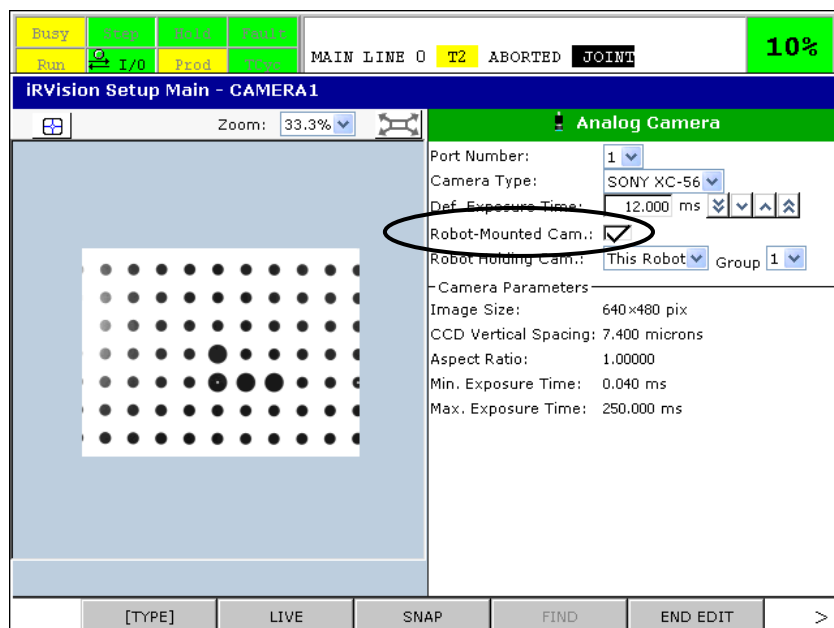 Busy Step Hold Fault
Run I/O Prod TCyc MAIN LINE 0 T2 ABORTED JOINT 10%
iRVision Setup Main - CAMERA1
Zoom: 33.3% Analog Camera
Port Number: 1
Camera Type: SONY XC-56
Def. Exposure Time: 12.000 ms
Robot-Mounted Cam.:
Robot Holding Cam.: This Robot Group 1
Camera Parameters
Image Size: 640×480 pix
CCD Vertical Spacing: 7.400 microns
Aspect Ratio: 1.00000
Min. Exposure Time: 0.040 ms
Max. Exposure Time: 250.000 ms
[TYPE] LIVE SNAP FIND END EDIT >